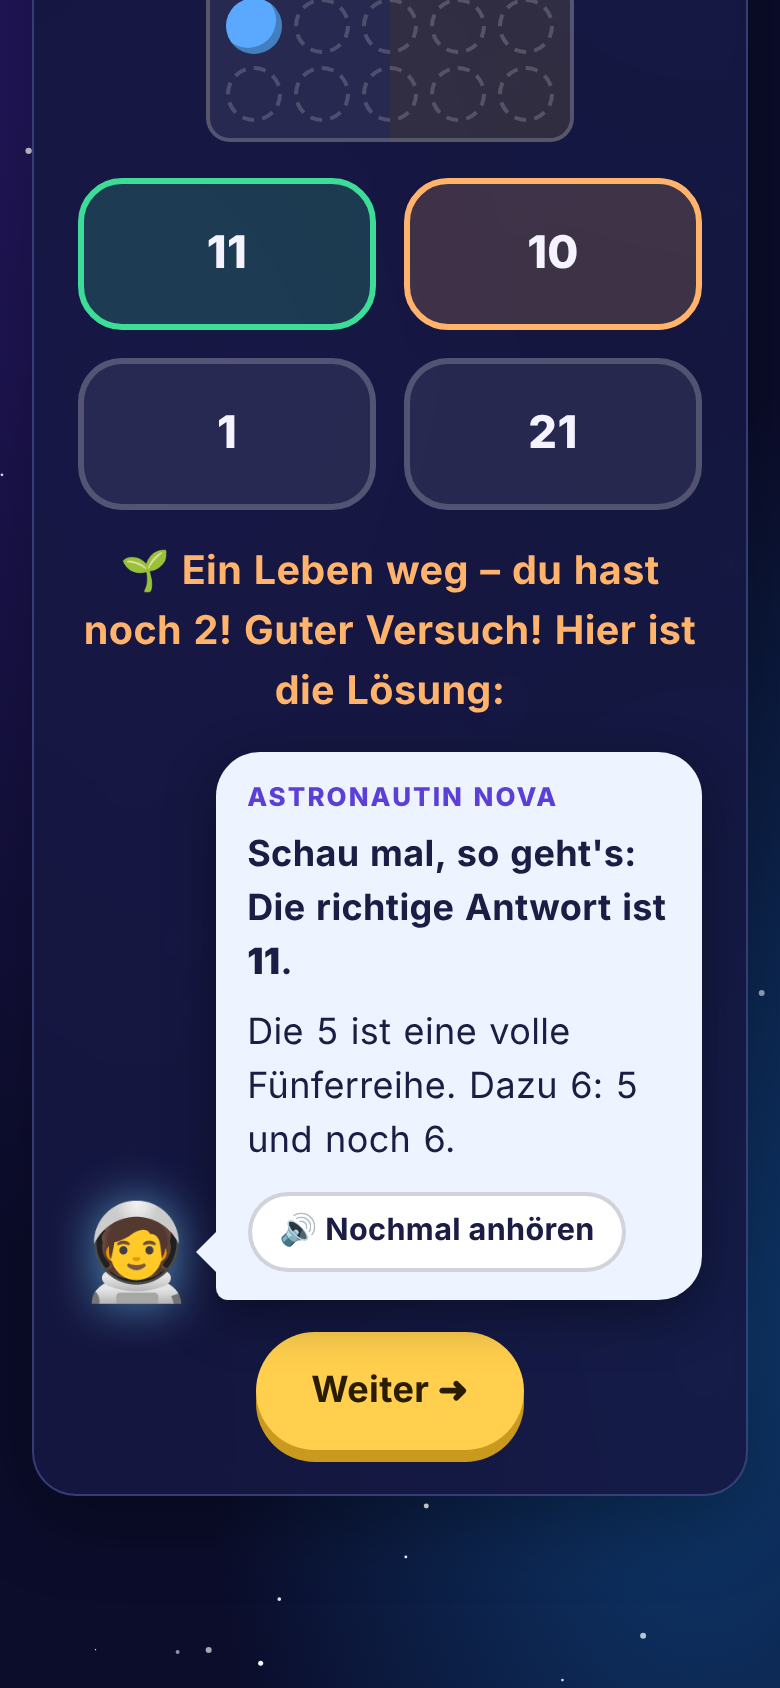 11
10
1
21
🌱 Ein Leben weg – du hast
noch 2! Guter Versuch! Hier ist
die Lösung:
ASTRONAUTIN NOVA
Schau mal, so geht's:
Die richtige Antwort ist
11.
Die 5 ist eine volle
Fünferreihe. Dazu 6: 5
und noch 6.
🔊 Nochmal anhören
Weiter ➜